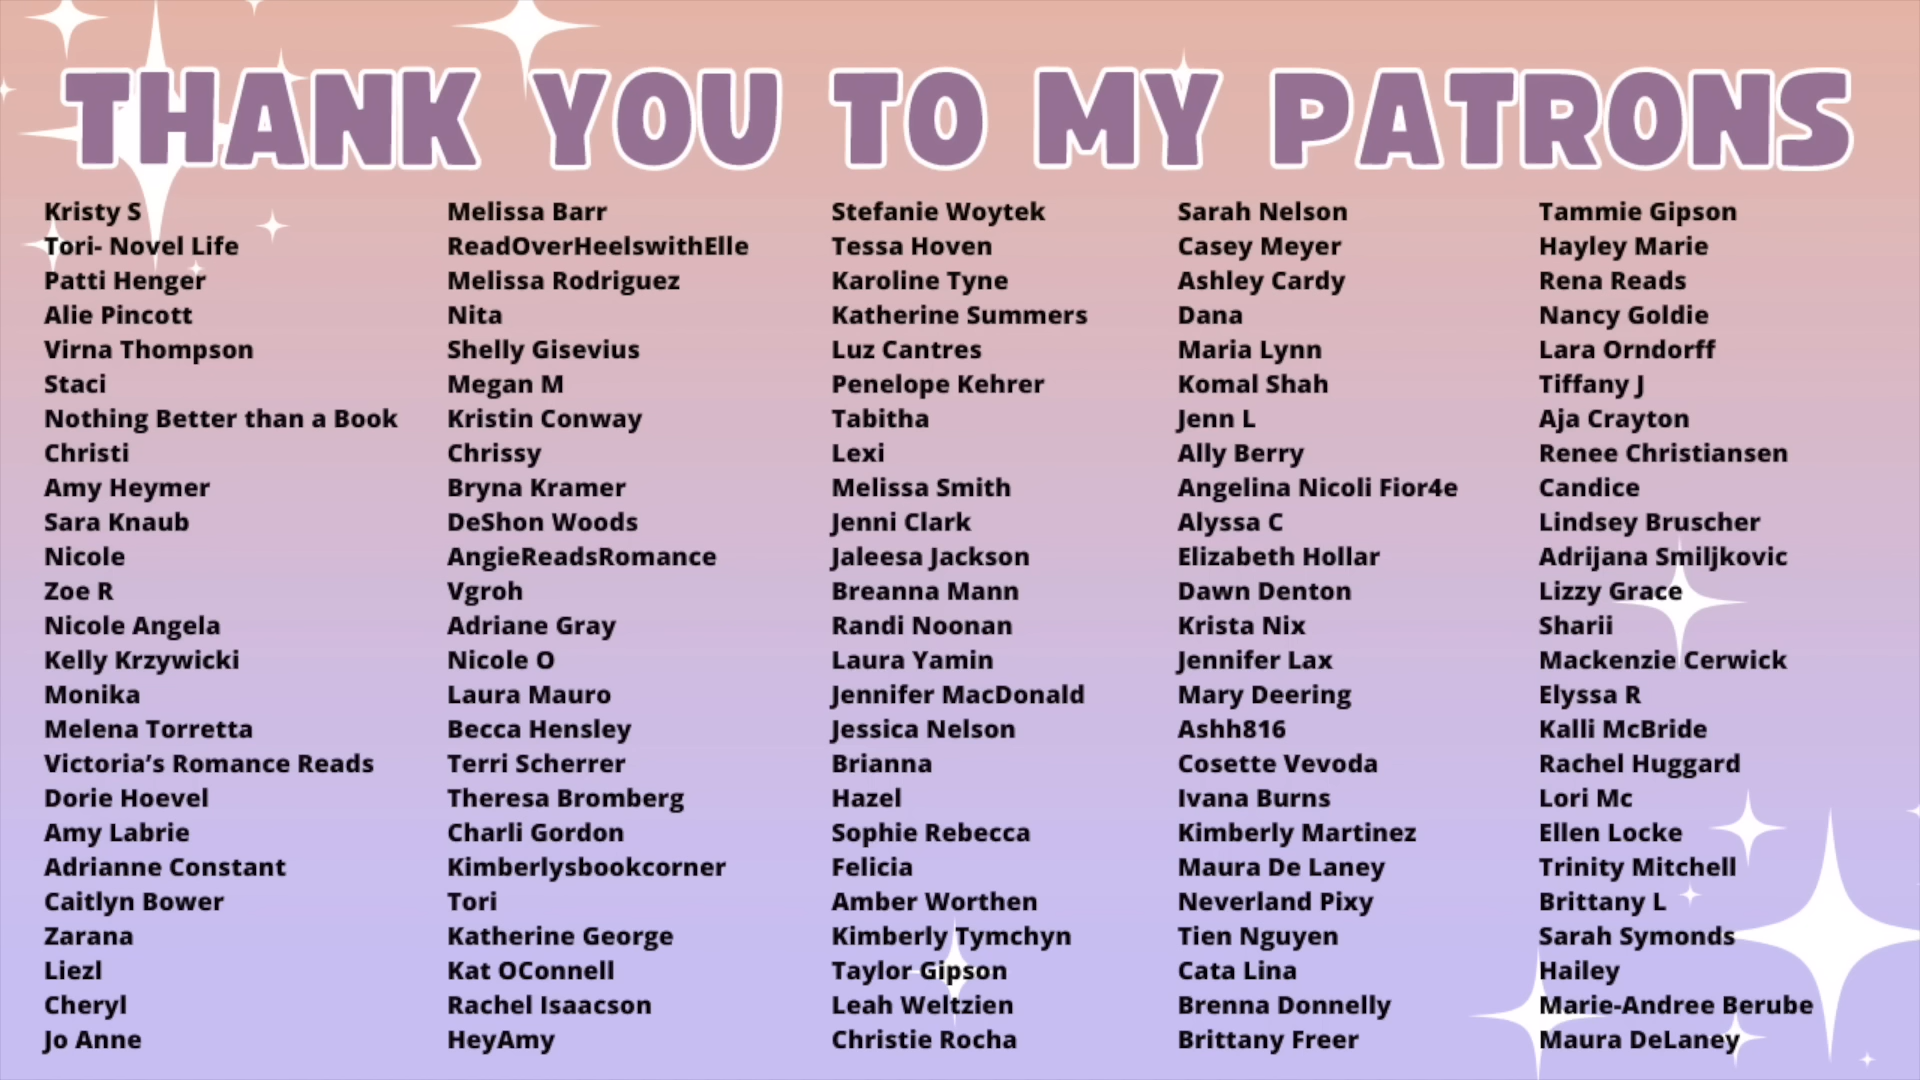 THANK YOU TO MY PATRONS
Kristy S
Tori- Novel Life
Patti Henger
Alie Pincott
Virna Thompson
Staci
Nothing Better than a Book
Christi
Amy Heymer
Sara Knaub
Nicole
Zoe R
Nicole Angela
Kelly Krzywicki
Monika
Melena Torretta
Victoria’s Romance Reads
Dorie Hoevel
Amy Labrie
Adrianne Constant
Caitlyn Bower
Zarana
Liezl
Cheryl
Jo Anne
Melissa Barr
ReadOverHeelswithElle
Melissa Rodriguez
Nita
Shelly Gisevius
Megan M
Kristin Conway
Chrissy
Bryna Kramer
DeShon Woods
AngieReadsRomance
Vgroh
Adriane Gray
Nicole O
Laura Mauro
Becca Hensley
Terri Scherrer
Theresa Bromberg
Charli Gordon
Kimberlysbookcorner
Tori
Katherine George
Kat OConnell
Rachel Isaacson
HeyAmy
Stefanie Woytek
Tessa Hoven
Karoline Tyne
Katherine Summers
Luz Cantres
Penelope Kehrer
Tabitha
Lexi
Melissa Smith
Jenni Clark
Jaleesa Jackson
Breanna Mann
Randi Noonan
Laura Yamin
Jennifer MacDonald
Jessica Nelson
Brianna
Hazel
Sophie Rebecca
Felicia
Amber Worthen
Kimberly Tymchyn
Taylor Gipson
Leah Weltzien
Christie Rocha
Sarah Nelson
Casey Meyer
Ashley Cardy
Dana
Maria Lynn
Komal Shah
Jenn L
Ally Berry
Angelina Nicoli Fior4e
Alyssa C
Elizabeth Hollar
Dawn Denton
Krista Nix
Jennifer Lax
Mary Deering
Ashh816
Cosette Vevoda
Ivana Burns
Kimberly Martinez
Maura De Laney
Neverland Pixy
Tien Nguyen
Cata Lina
Brenna Donnelly
Brittany Freer
Tammie Gipson
Hayley Marie
Rena Reads
Nancy Goldie
Lara Orndorff
Tiffany J
Aja Crayton
Renee Christiansen
Candice
Lindsey Bruscher
Adrijana Smiljkovic
Lizzy Grace
Sharii
Mackenzie Cerwick
Elyssa R
Kalli McBride
Rachel Huggard
Lori Mc
Ellen Locke
Trinity Mitchell
Brittany L
Sarah Symonds
Hailey
Marie-Andree Berube
Maura DeLaney